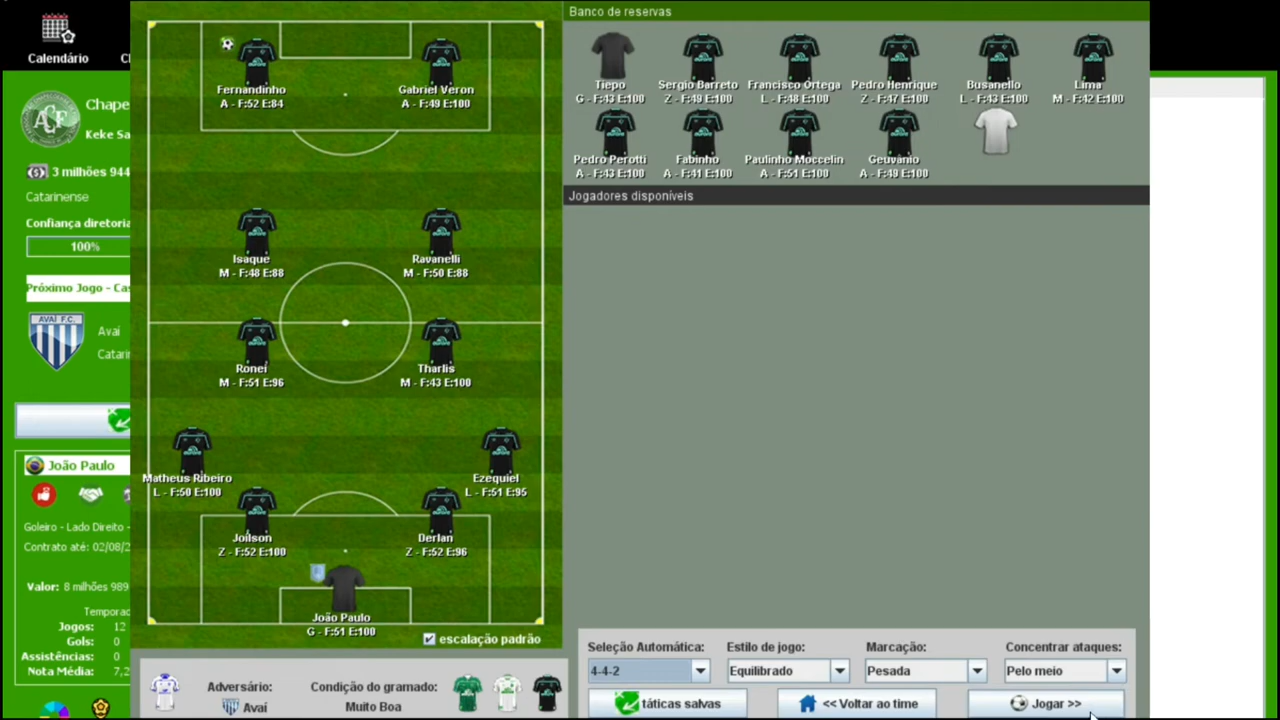 Calendário
Chape
Keke Sa
3 milhões 944
Catarinense
Confiança diretoria
100%
Próximo Jogo - Cas
AVAÍ F.C.
Avaí
Catarin
João Paulo
Goleiro - Lado Direito -
Contrato até: 02/08/2
Valor: 8 milhões 989
Temporad
Jogos: 12
Gols: 0
Assistências: 0
Nota Média: 7,2
Fernandinho
A - F:52 E:84
Gabriel Veron
A - F:49 E:100
Isaque
M - F:48 E:88
Ravanelli
M - F:50 E:88
Ronei
M - F:51 E:96
Tharlis
M - F:43 E:100
Matheus Ribeiro
L - F:50 E:100
Ezequiel
L - F:51 E:95
Joilson
Z - F:52 E:100
Derlan
Z - F:52 E:96
João Paulo
G - F:51 E:100
escalação padrão
Adversário:
Avaí
Condição do gramado:
Muito Boa
Banco de reservas
Tiepo
G - F:43 E:100
Sergio Barreto
Z - F:49 E:100
Francisco Ortega
L - F:48 E:100
Pedro Henrique
Z - F:47 E:100
Busanello
L - F:43 E:100
Lima
M - F:42 E:100
Pedro Perotti
A - F:43 E:100
Fabinho
A - F:41 E:100
Paulinho Moccelin
A - F:51 E:100
Geuvânio
A - F:49 E:100
Jogadores disponíveis
Seleção Automática:
4-4-2
Estilo de jogo:
Equilibrado
Marcação:
Pesada
Concentrar ataques:
Pelo meio
táticas salvas
<< Voltar ao time
Jogar >>